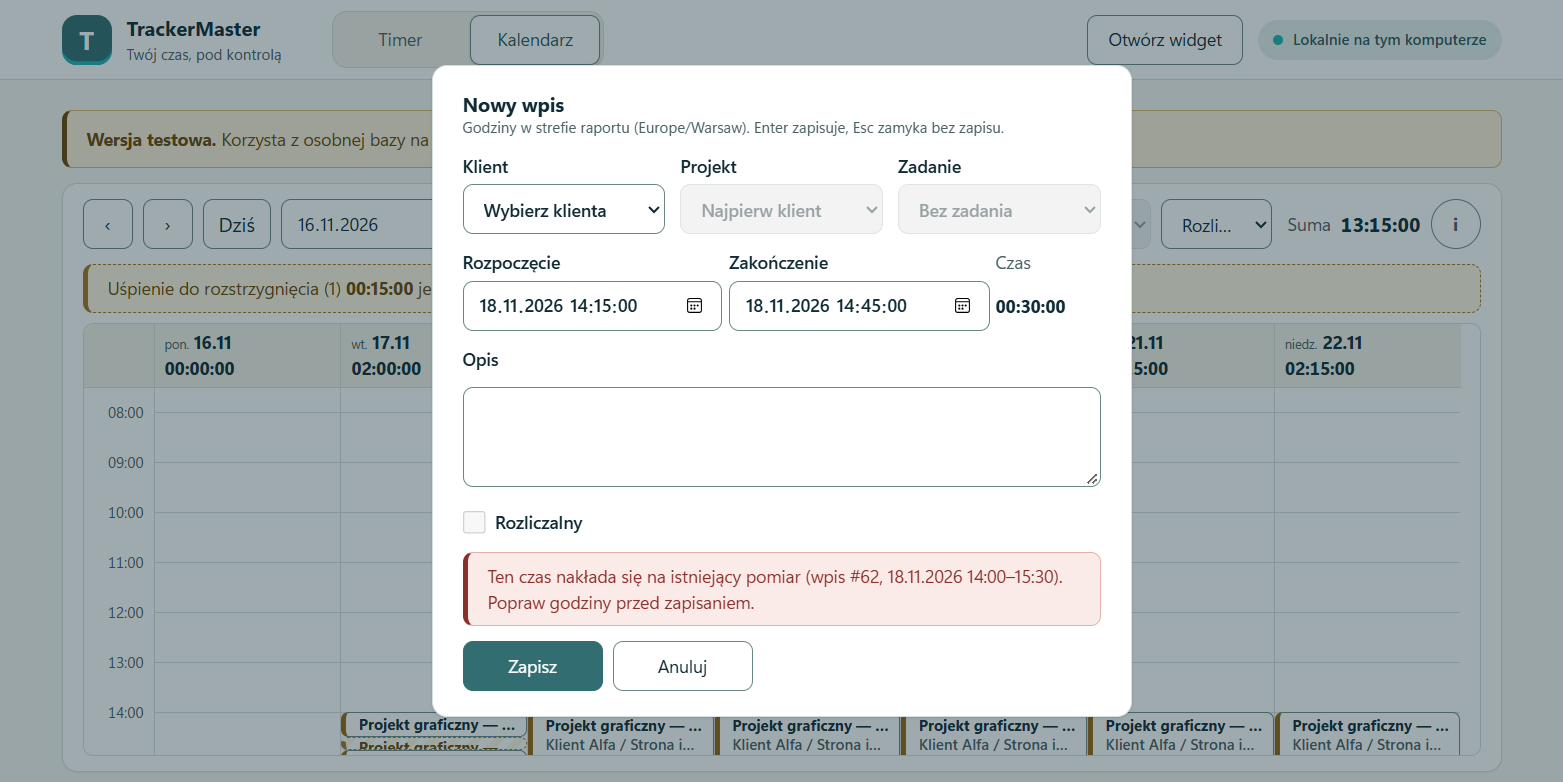 T
TrackerMaster
Twój czas, pod kontrolą
Timer
Kalendarz
Otwórz widget
Lokalnie na tym komputerze
Wersja testowa. Korzysta z osobnej bazy na
‹
›
Dziś
16.11.2026
Rozli...
Suma 13:15:00
i
Uśpienie do rozstrzygnięcia (1) 00:15:00 je
pon. 16.11
00:00:00
wt. 17.11
02:00:00
niedz. 22.11
02:15:00
08:00
09:00
10:00
11:00
12:00
13:00
14:00
Nowy wpis
Godziny w strefie raportu (Europe/Warsaw). Enter zapisuje, Esc zamyka bez zapisu.
Klient
Projekt
Zadanie
Wybierz klienta
Najpierw klient
Bez zadania
Rozpoczęcie
Zakończenie
Czas
18.11.2026 14:15:00
18.11.2026 14:45:00
00:30:00
Opis
Rozliczalny
Ten czas nakłada się na istniejący pomiar (wpis #62, 18.11.2026 14:00–15:30).
Popraw godziny przed zapisaniem.
Zapisz
Anuluj
Projekt graficzny — ...
Projekt graficzny — ...
Projekt graficzny — ...
Klient Alfa / Strona i...
Projekt graficzny — ...
Klient Alfa / Strona i...
Projekt graficzny — ...
Klient Alfa / Strona i...
Projekt graficzny — ...
Klient Alfa / Strona i...
Projekt graficzny — ...
Klient Alfa / Strona i...